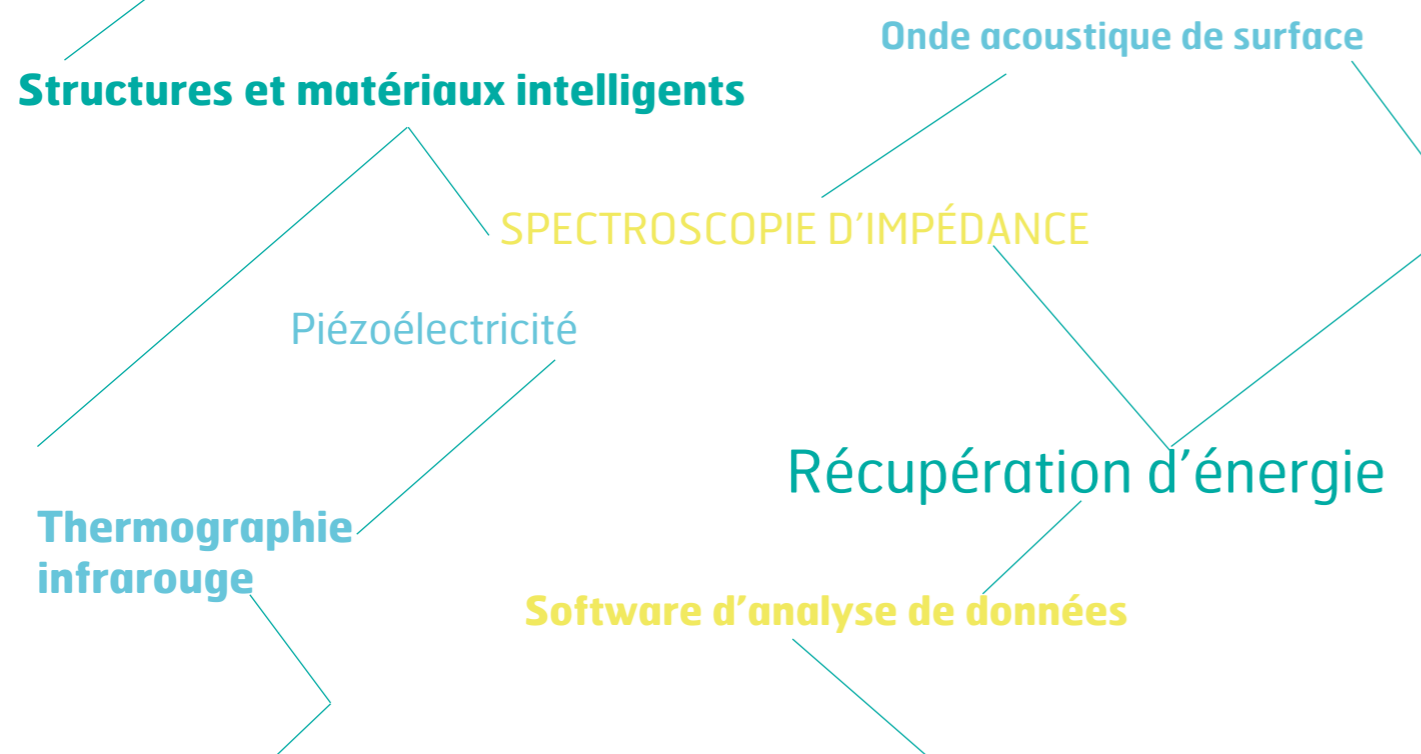 Onde acoustique de surface
Structures et matériaux intelligents
SPECTROSCOPIE D’IMPÉDANCE
Piézoélectricité
Récupération d’énergie
Thermographie
infrarouge
Software d’analyse de données